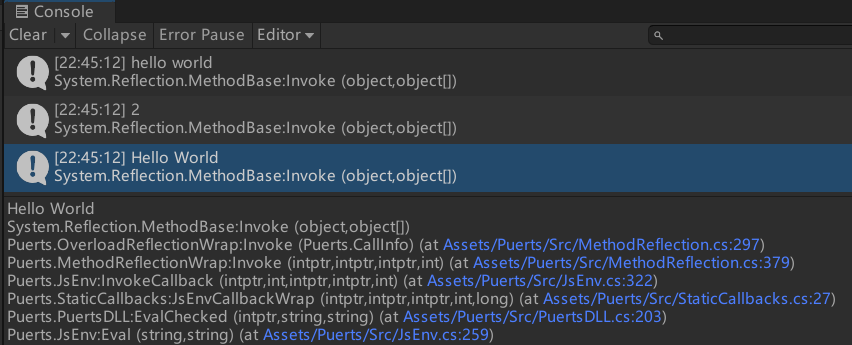 Console
Clear Collapse Error Pause Editor
[22:45:12] hello world
System.Reflection.MethodBase:Invoke (object,object[])
[22:45:12] 2
System.Reflection.MethodBase:Invoke (object,object[])
[22:45:12] Hello World
System.Reflection.MethodBase:Invoke (object,object[])
Hello World
System.Reflection.MethodBase:Invoke (object,object[])
Puerts.OverloadReflectionWrap:Invoke (Puerts.CallInfo) (at Assets/Puerts/Src/MethodReflection.cs:297)
Puerts.MethodReflectionWrap:Invoke (intptr,intptr,intptr,int) (at Assets/Puerts/Src/MethodReflection.cs:379)
Puerts.JsEnv:InvokeCallback (intptr,int,intptr,intptr,int) (at Assets/Puerts/Src/JsEnv.cs:322)
Puerts.StaticCallbacks:JsEnvCallbackWrap (intptr,intptr,intptr,int,long) (at Assets/Puerts/Src/StaticCallbacks.cs:27)
Puerts.PuertsDLL:EvalChecked (intptr,string,string) (at Assets/Puerts/Src/PuertsDLL.cs:203)
Puerts.JsEnv:Eval (string,string) (at Assets/Puerts/Src/JsEnv.cs:259)